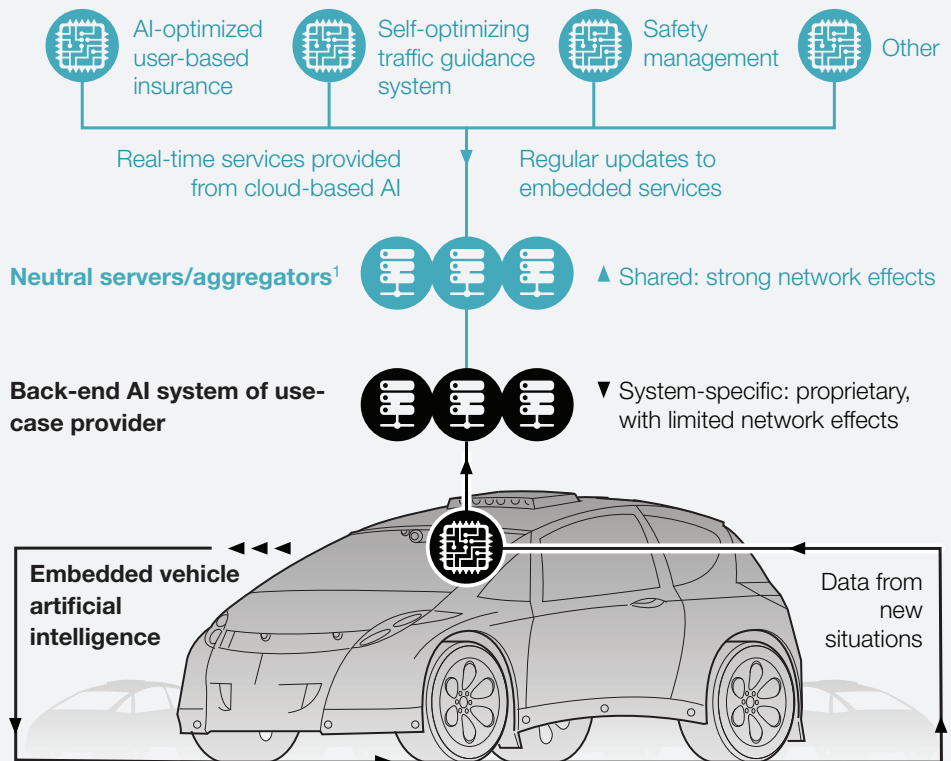 AI-optimized
user-based
insurance
Self-optimizing
traffic guidance
system
Safety
management
Other
Real-time services provided
from cloud-based AI
Regular updates to
embedded services
Neutral servers/aggregators¹
Shared: strong network effects
Back-end AI system of use-
case provider
System-specific: proprietary,
with limited network effects
Embedded vehicle
artificial
intelligence
Data from
new
situations